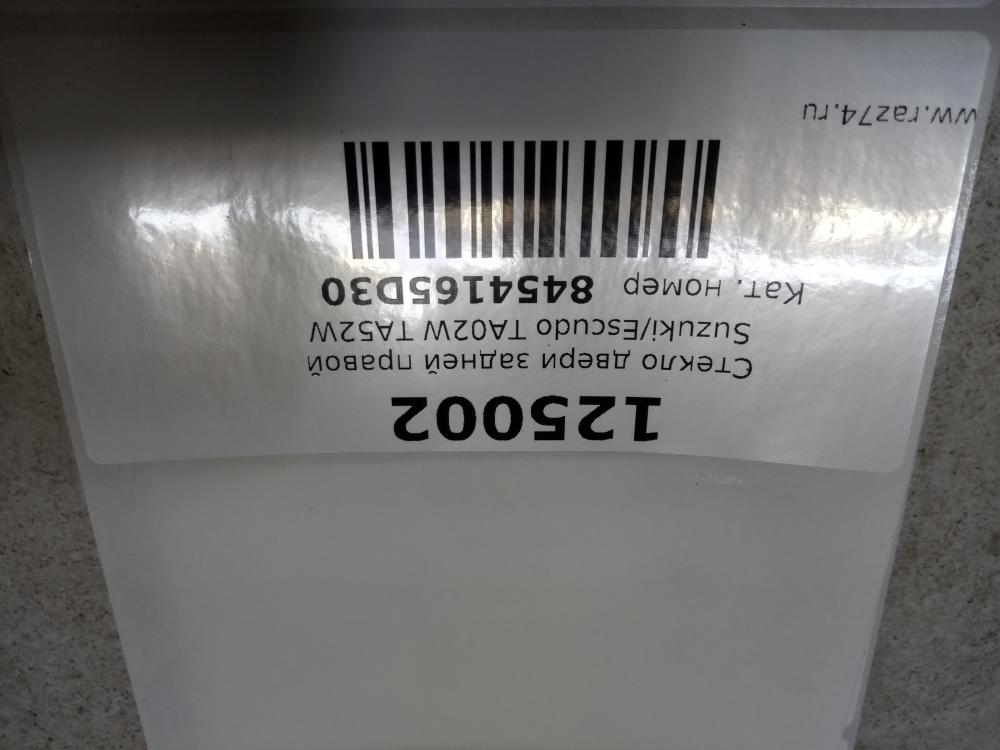 125002
Стекло двери задней правой
Suzuki/Escudo TA02W TA52W
Кат. номер 8454165D30
ww.raz74.ru